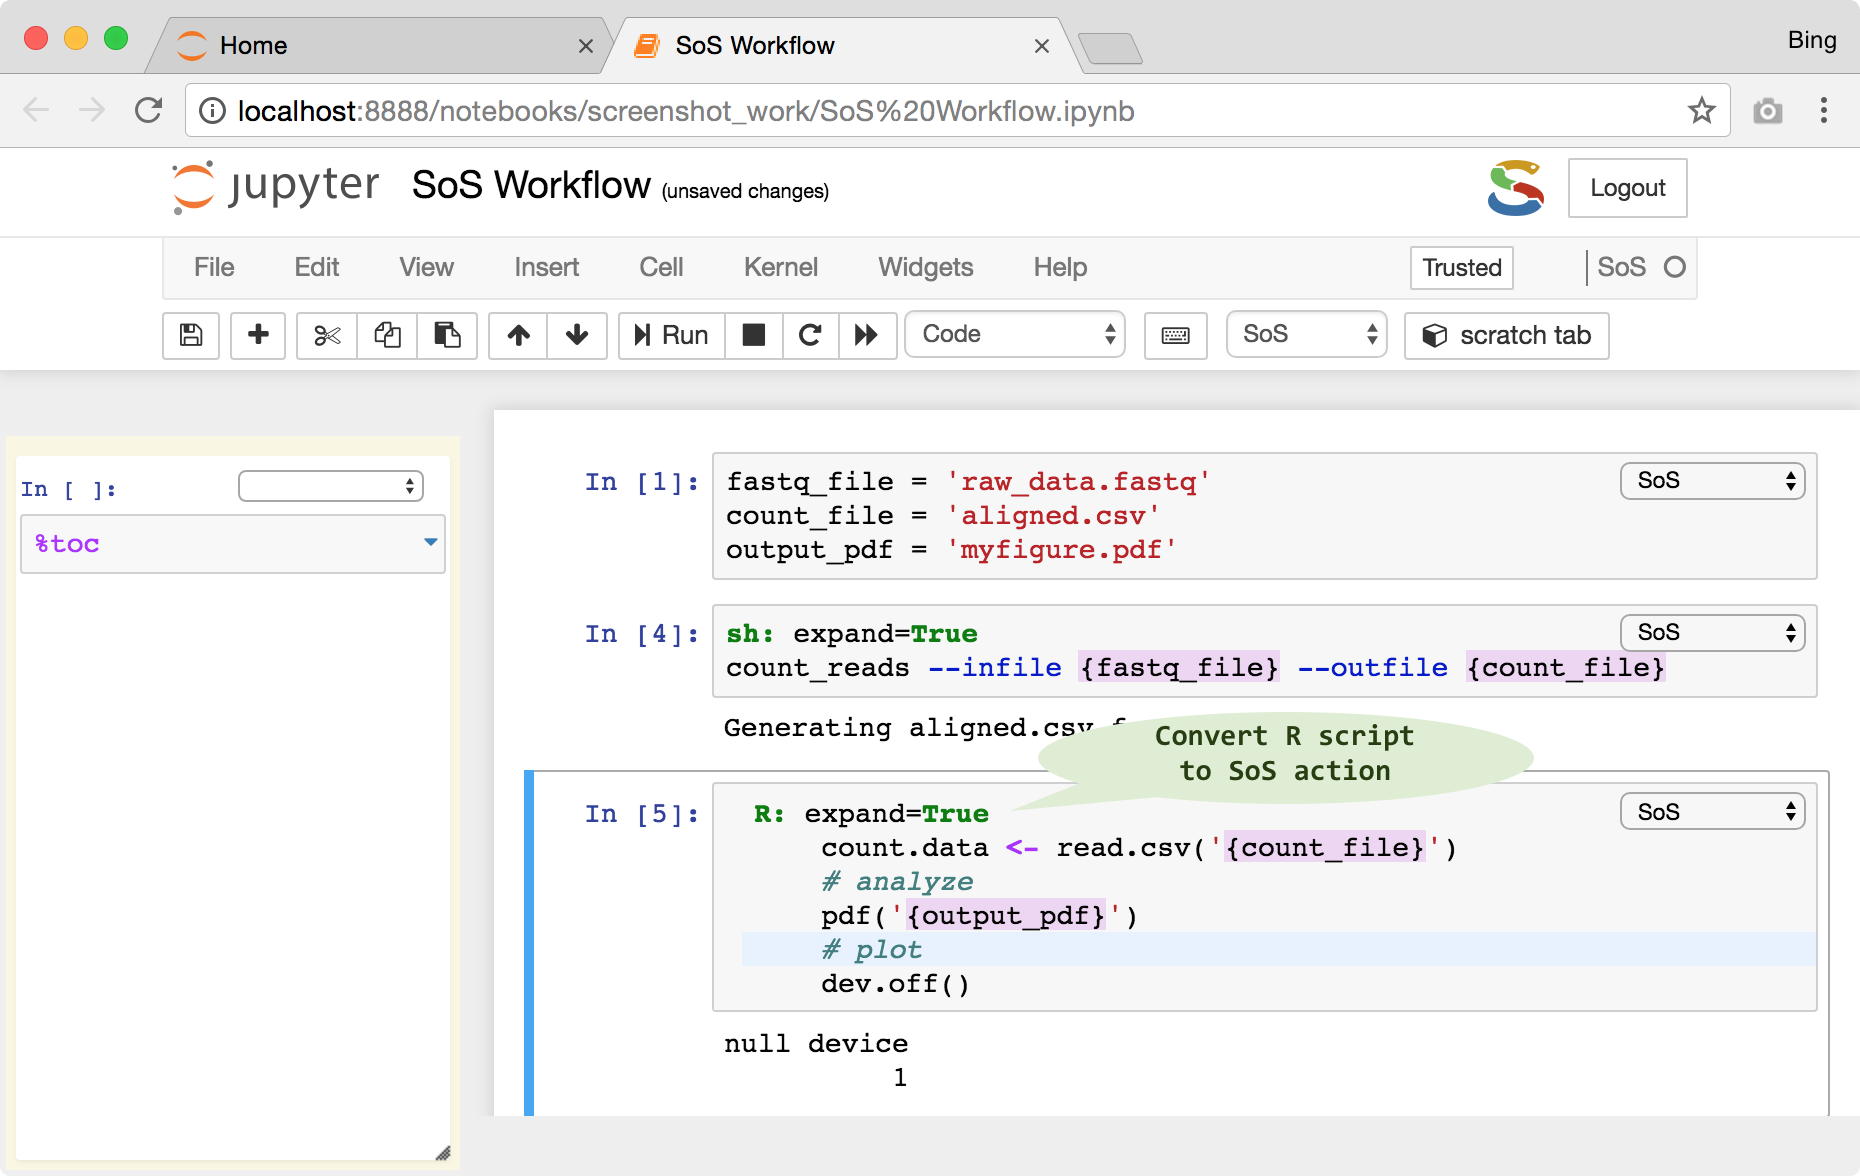 Home
SoS Workflow
Bing
localhost:8888/notebooks/screenshot_work/SoS%20Workflow.ipynb
jupyter SoS Workflow (unsaved changes)
Logout
File Edit View Insert Cell Kernel Widgets Help
Trusted
SoS
Run
Code
SoS
scratch tab
In [ ]:
%toc
In [1]:
fastq_file = 'raw_data.fastq'
count_file = 'aligned.csv'
output_pdf = 'myfigure.pdf'
SoS
In [4]:
sh: expand=True
count_reads --infile {fastq_file} --outfile {count_file}
SoS
Generating aligned.csv
Convert R script
to SoS action
In [5]:
R: expand=True
count.data <- read.csv('{count_file}')
# analyze
pdf('{output_pdf}')
# plot
dev.off()
SoS
null device
1